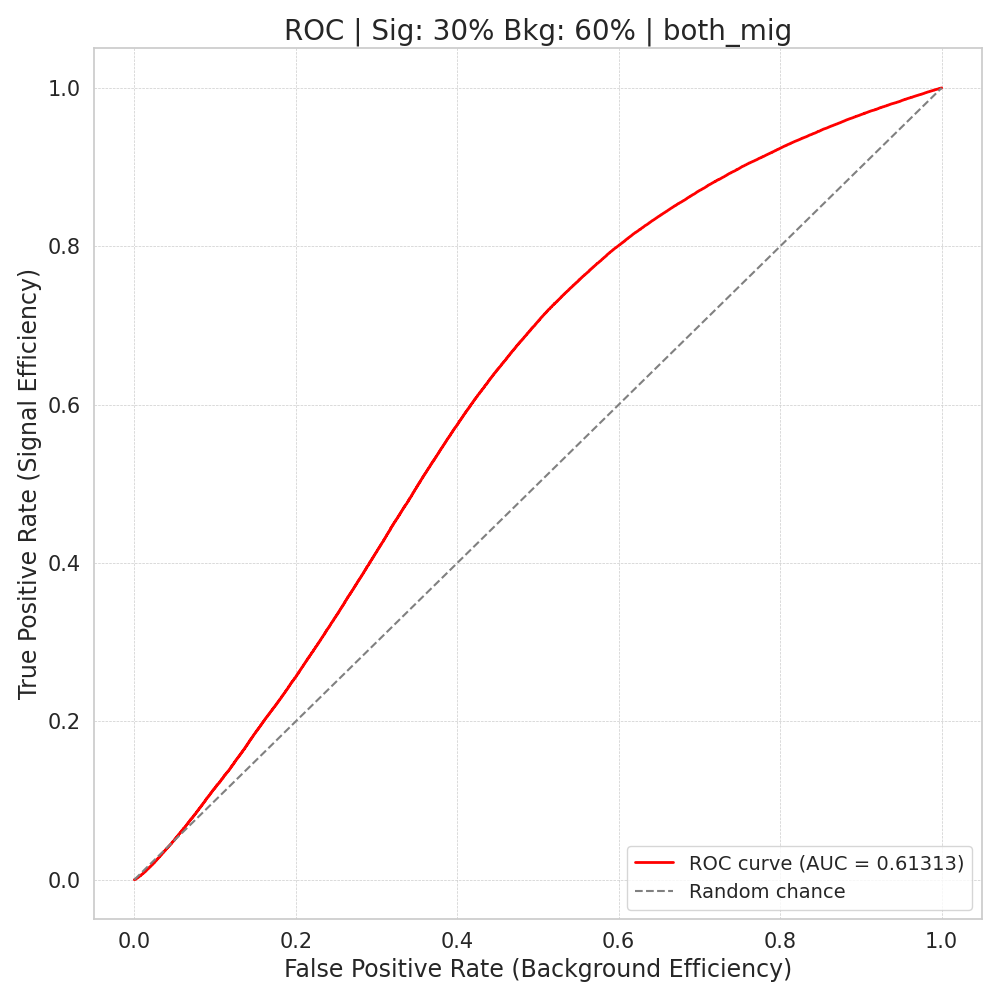 ROC | Sig: 30% Bkg: 60% | both_mig
True Positive Rate (Signal Efficiency)
1.0
0.8
0.6
0.4
0.2
0.0
ROC curve (AUC = 0.61313)
Random chance
0.0 0.2 0.4 0.6 0.8 1.0
False Positive Rate (Background Efficiency)